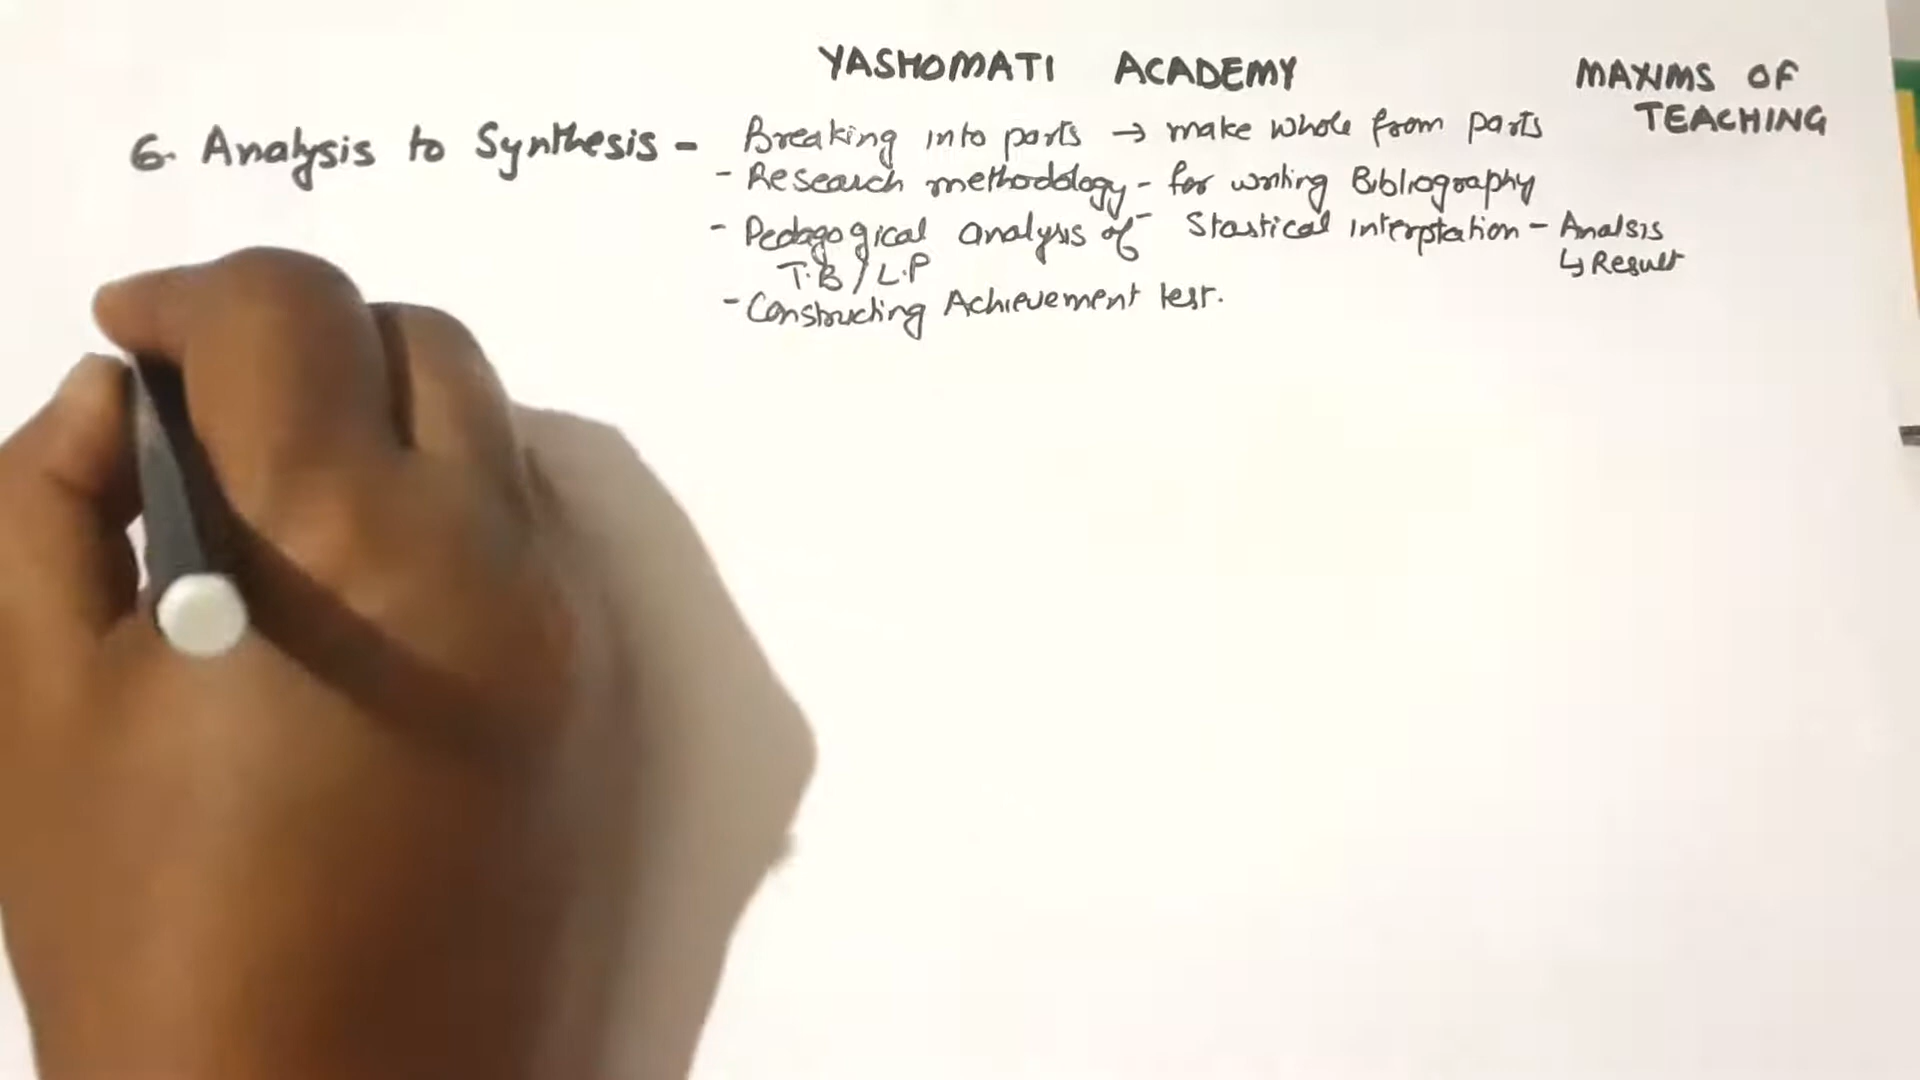 YASHOMATI ACADEMY
MAXIMS OF
TEACHING
6. Analysis to Synthesis - Breaking into parts → make whole from parts
- Research methodology - for writing Bibliography
- Pedagogical analysis of - Stastical Interptation - Analsis
T.B / L.P ↳ Result
- Constructing Achievement test.